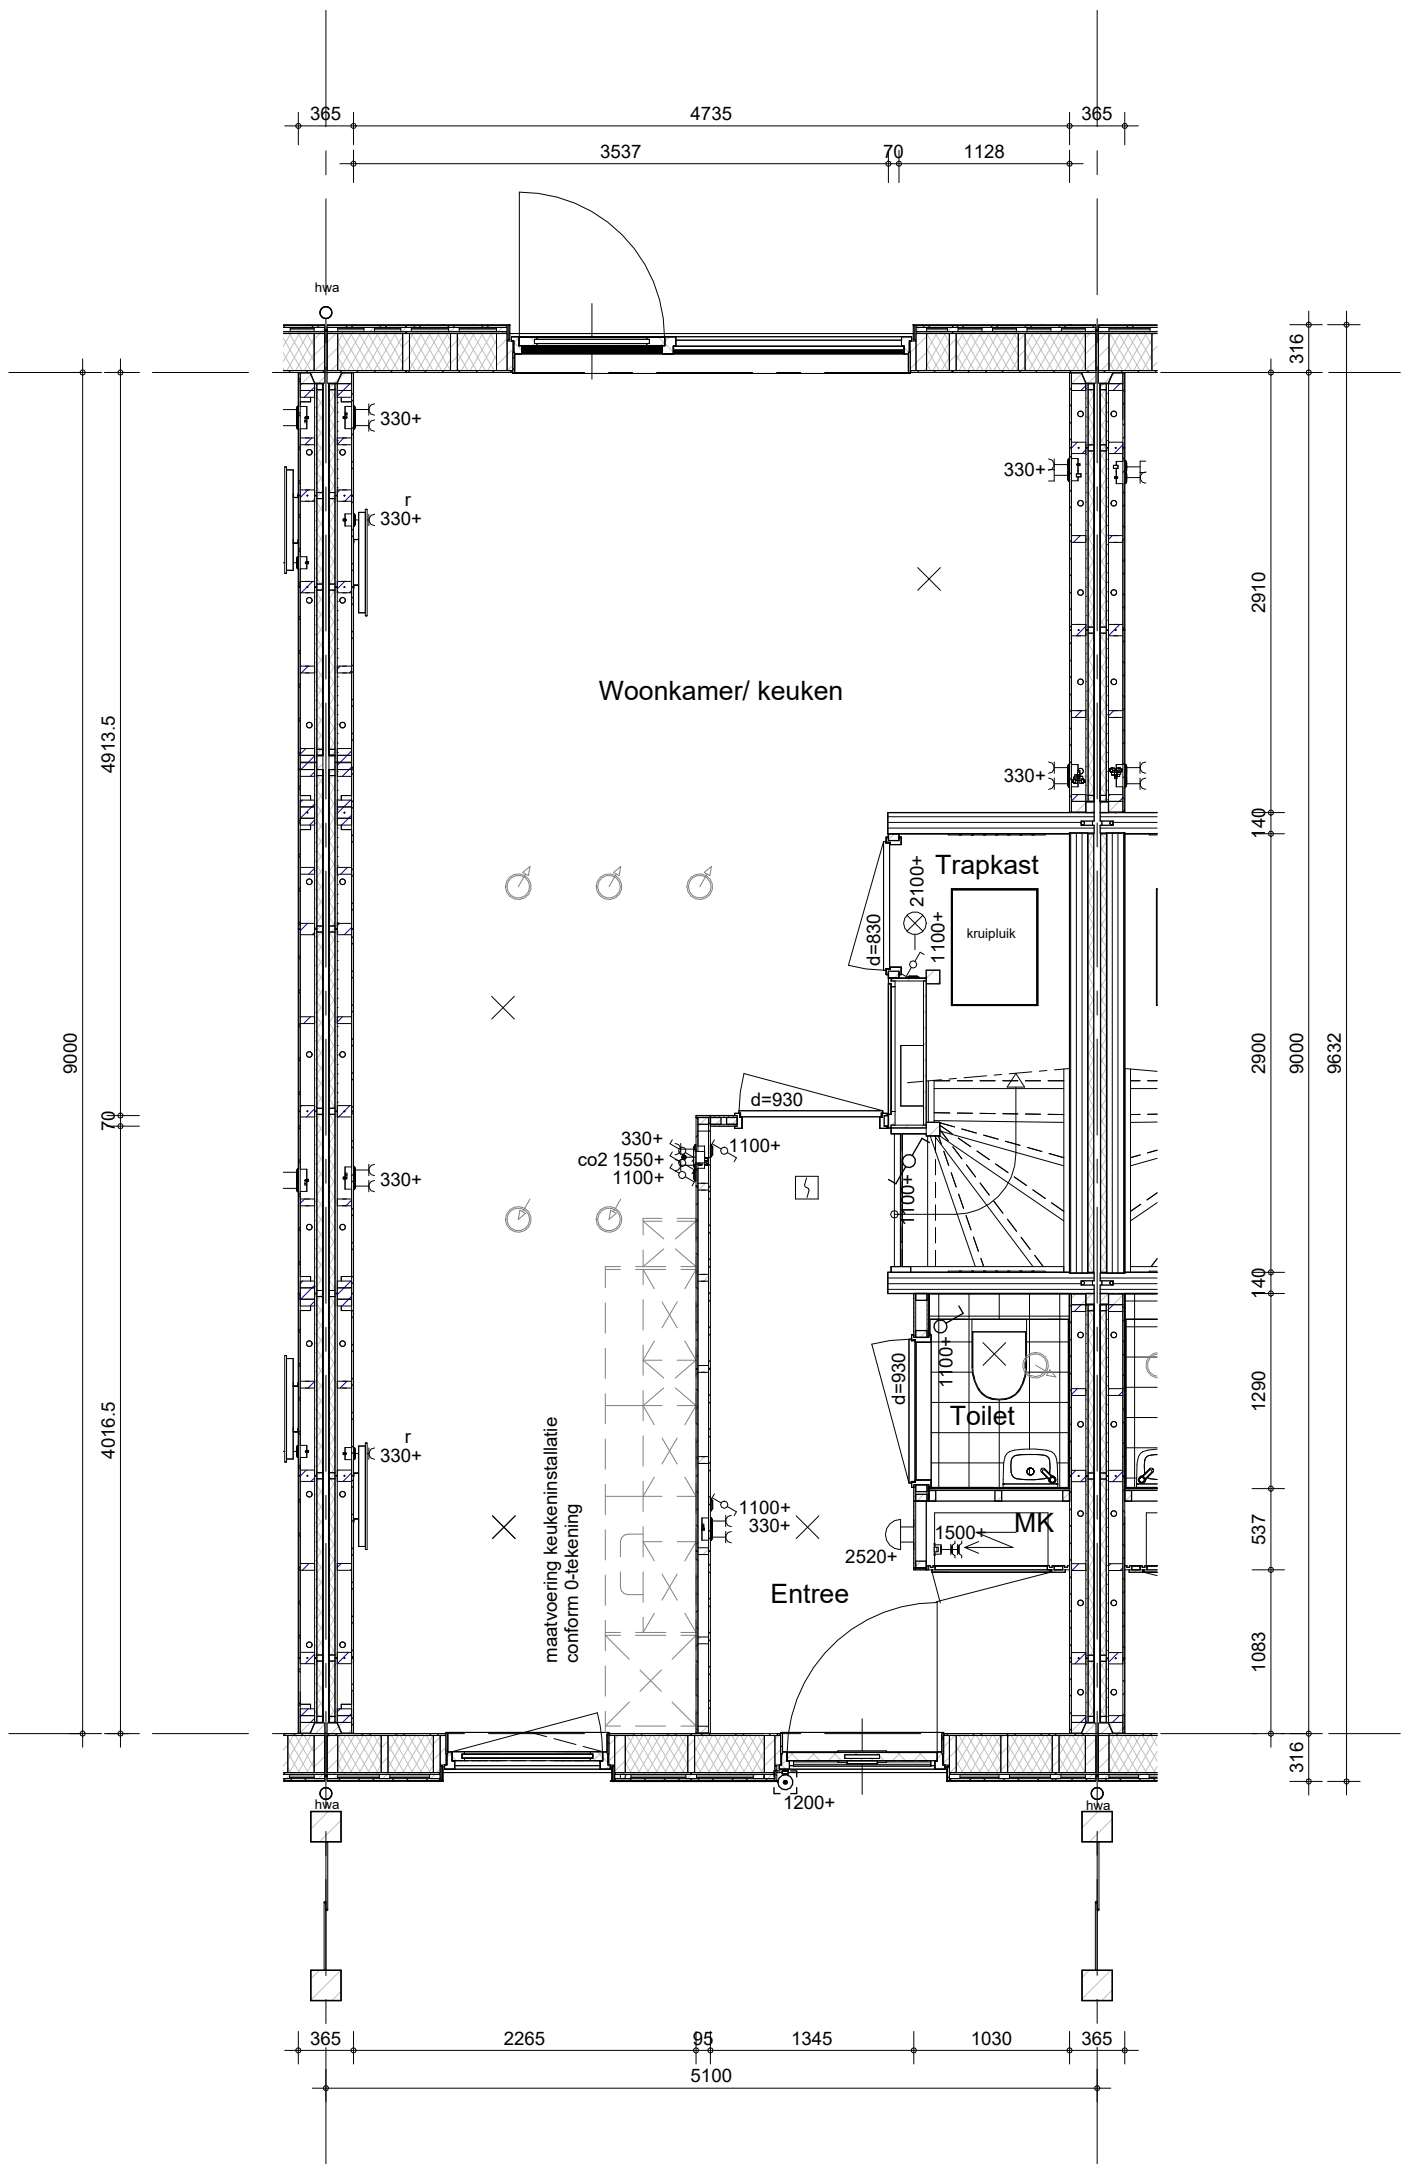 365
4735
365
3537
70
1128
hwa
316
330+
330+
r
330+
2910
Woonkamer/ keuken
4913.5
330+
140
Trapkast
2100+
kruipluik
d=830
1100+
9000
2900
9000
9632
d=930
70
330+
1100+
co2 1550+
1100+
330+
1100+
140
d=930
1100+
1290
Toilet
4016.5
r
330+
maatvoering keukeninstallatie
conform 0-tekening
1100+
330+
MK
1500+
2520+
537
Entree
1083
316
hwa
1200+
hwa
365
2265
95
1345
1030
365
5100